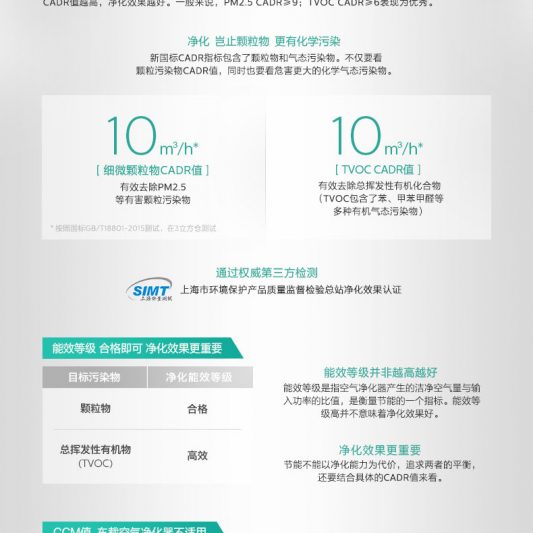 CADR值越高，净化效果越好。一般来说，PM2.5 CADR≥9；TVOC CADR≥6表现为优秀。
净化 岂止颗粒物 更有化学污染
新国标CADR指标包含了颗粒物和气态污染物。不仅要看
颗粒污染物CADR值，同时也要看危害更大的化学气态污染物。
10m³/h*
[ 细微颗粒物CADR值 ]
有效去除PM2.5
等有害颗粒污染物
* 按照国标GB/T18801-2015测试，在3立方仓测试
10m³/h*
[ TVOC CADR值 ]
有效去除总挥发性有机化合物
（TVOC包含了苯、甲苯甲醛等
多种有机气态污染物）
通过权威第三方检测
SIMT
上海计量测试
上海市环境保护产品质量监督检验总站净化效果认证
能效等级 合格即可 净化效果更重要
目标污染物 净化能效等级
颗粒物 合格
总挥发性有机物 高效
(TVOC)
能效等级并非越高越好
能效等级是指空气净化器产生的洁净空气量与输
入功率的比值，是衡量节能的一个指标。能效等
级高并不意味着净化效果好。
净化效果更重要
节能不能以净化能力为代价，追求两者的平衡，
还要结合具体的CADR值来看。
CCM值 车载空气净化器不适用